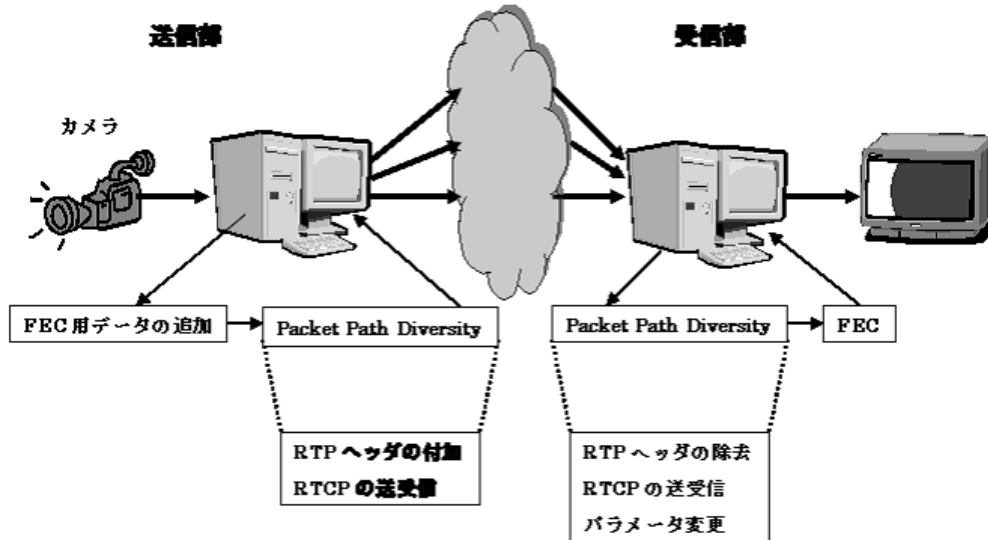 送信部
受信部
カメラ
FEC用データの追加
Packet Path Diversity
Packet Path Diversity
FEC
RTPヘッダの付加
RTCPの送受信
RTPヘッダの除去
RTCPの送受信
パラメータ変更